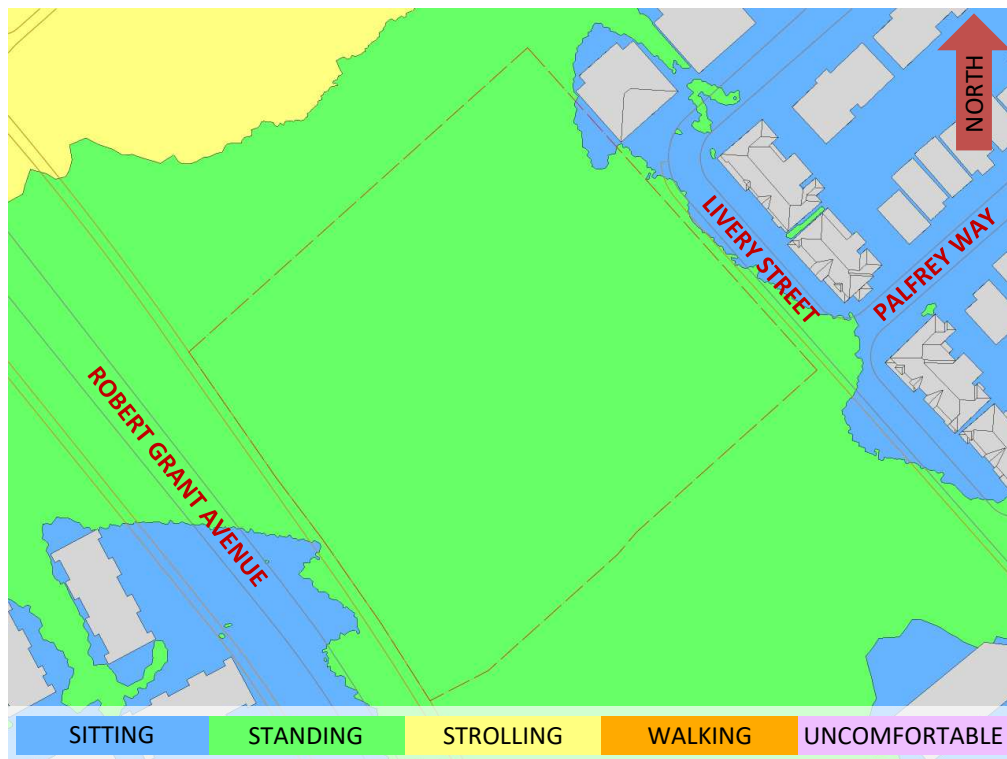 NORTH
LIVERY STREET
PALFREY WAY
ROBERT GRANT AVENUE
SITTING
STANDING
STROLLING
WALKING
UNCOMFORTABLE